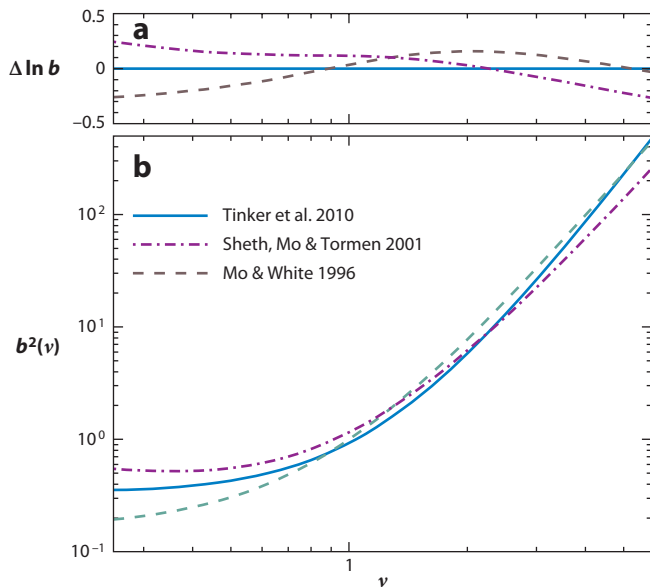 a
0.5
Δ ln b
0
−0.5
b
Tinker et al. 2010
10²
Sheth, Mo & Tormen 2001
Mo & White 1996
b²(ν)
10¹
10⁰
10⁻¹
1
ν